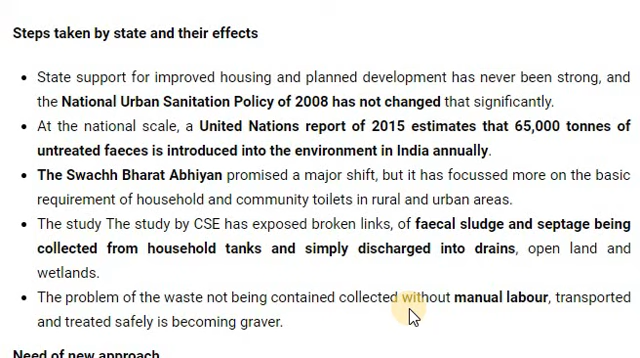 Steps taken by state and their effects
• State support for improved housing and planned development has never been strong, and
the National Urban Sanitation Policy of 2008 has not changed that significantly.
• At the national scale, a United Nations report of 2015 estimates that 65,000 tonnes of
untreated faeces is introduced into the environment in India annually.
• The Swachh Bharat Abhiyan promised a major shift, but it has focussed more on the basic
requirement of household and community toilets in rural and urban areas.
• The study The study by CSE has exposed broken links, of faecal sludge and septage being
collected from household tanks and simply discharged into drains, open land and
wetlands.
• The problem of the waste not being contained collected without manual labour, transported
and treated safely is becoming graver.
Need of new approach